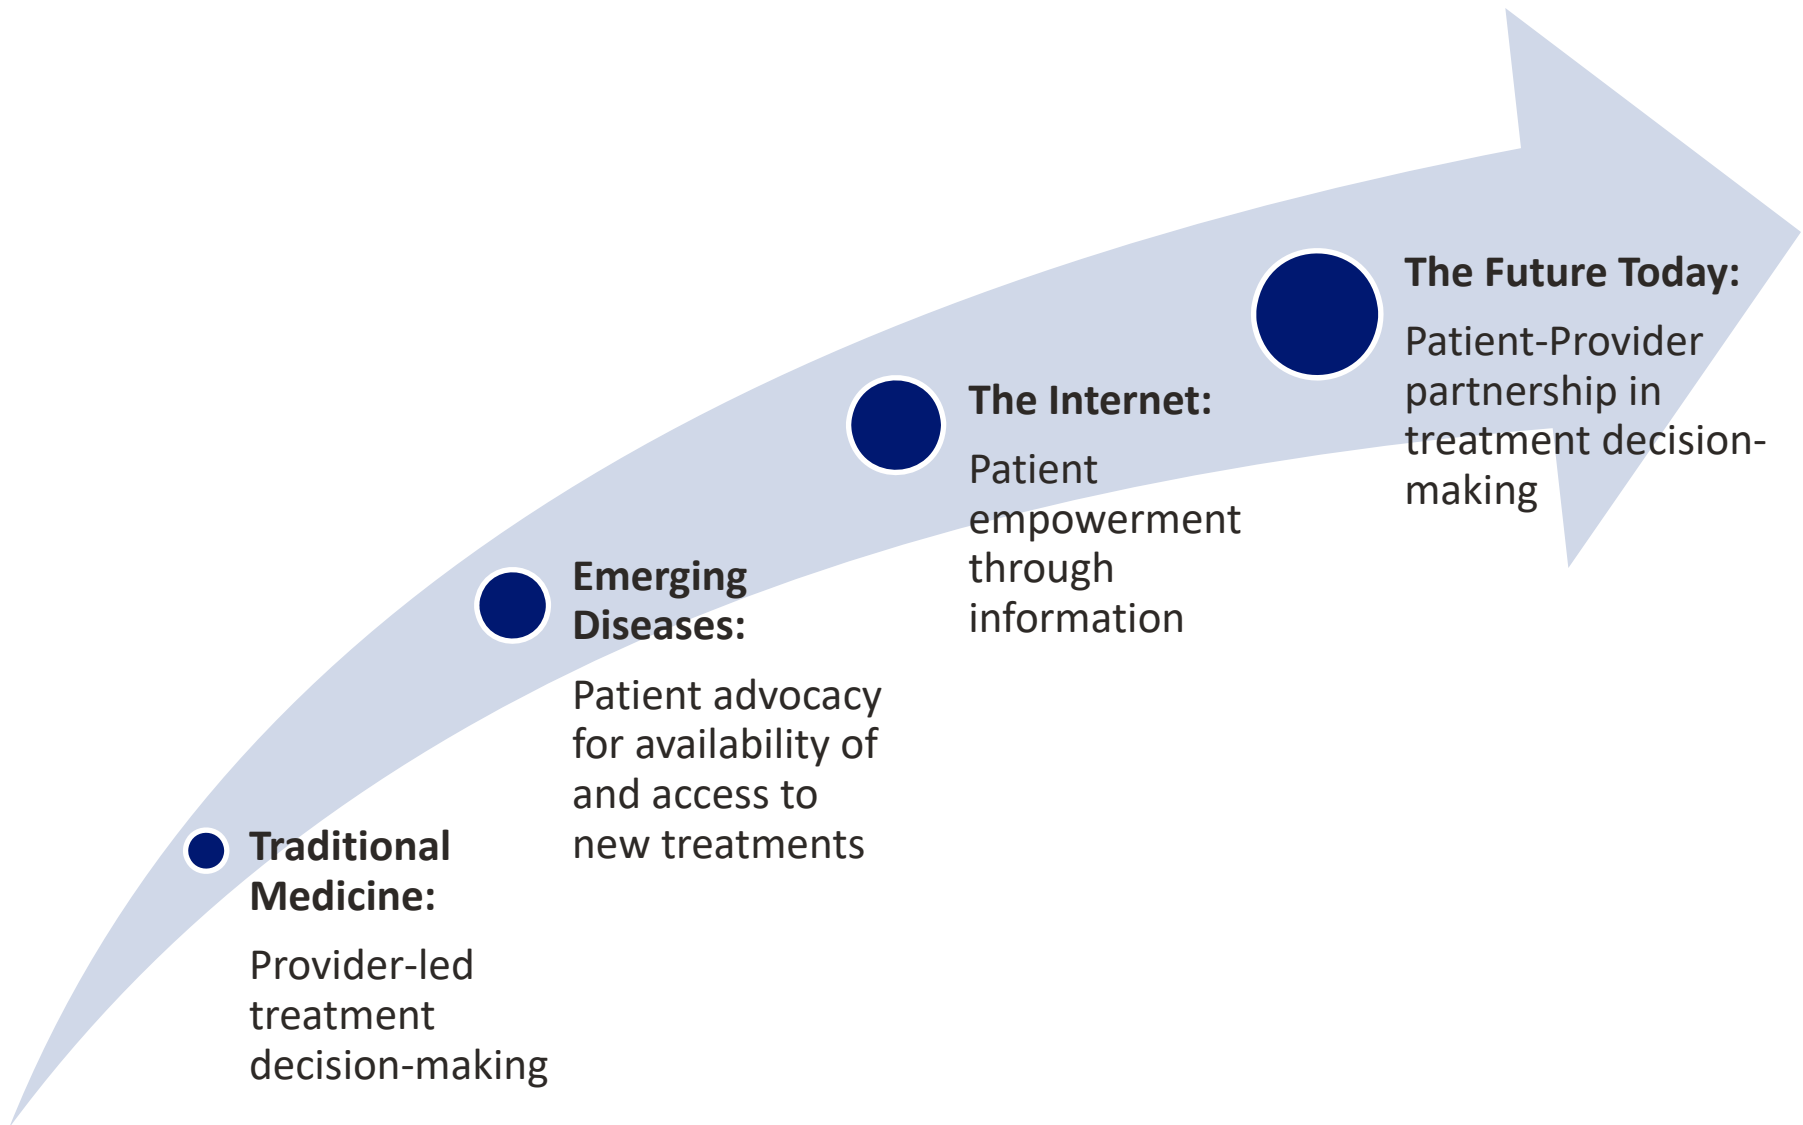 Traditional
Medicine:
Provider-led
treatment
decision-making
Emerging
Diseases:
Patient advocacy
for availability of
and access to
new treatments
The Internet:
Patient
empowerment
through
information
The Future Today:
Patient-Provider
partnership in
treatment decision-
making